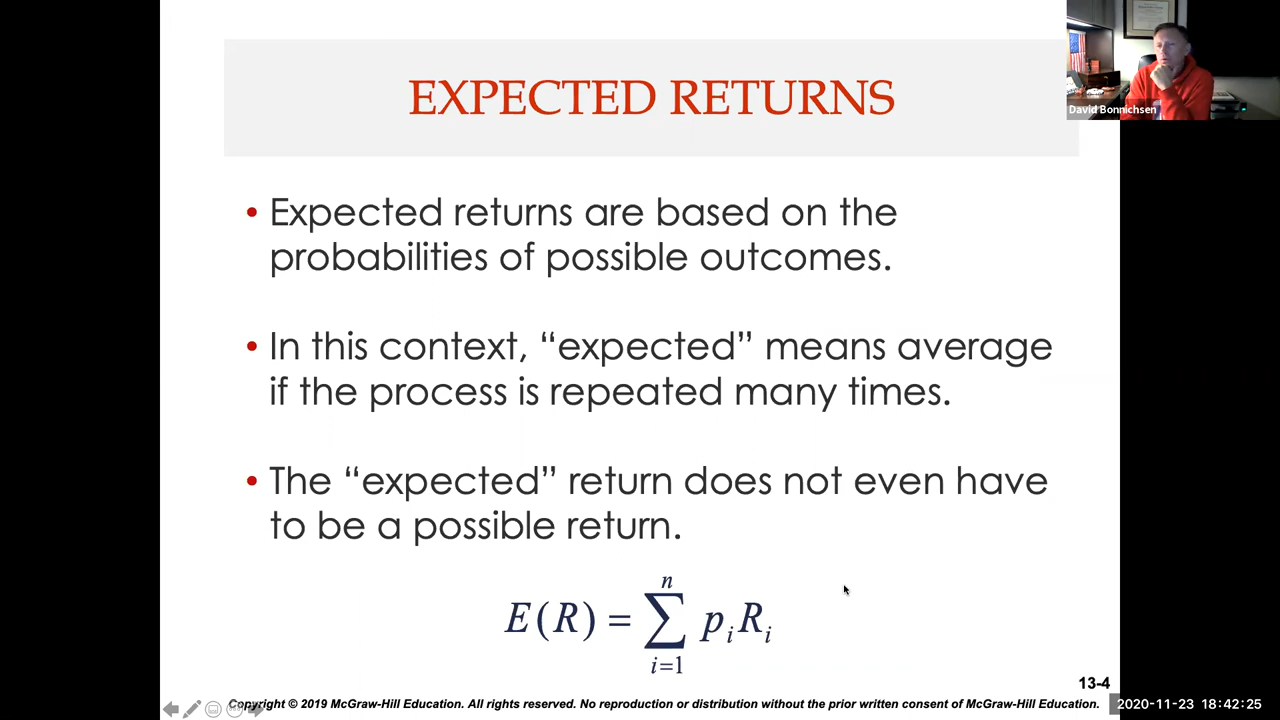 EXPECTED RETURNS
David Bonnichsen
• Expected returns are based on the
probabilities of possible outcomes.
• In this context, “expected” means average
if the process is repeated many times.
• The “expected” return does not even have
to be a possible return.
E(R) = ∑ⁿᵢ₌₁ pᵢRᵢ
13-4
Copyright © 2019 McGraw-Hill Education. All rights reserved. No reproduction or distribution without the prior written consent of McGraw-Hill Education.
2020-11-23 18:42:25